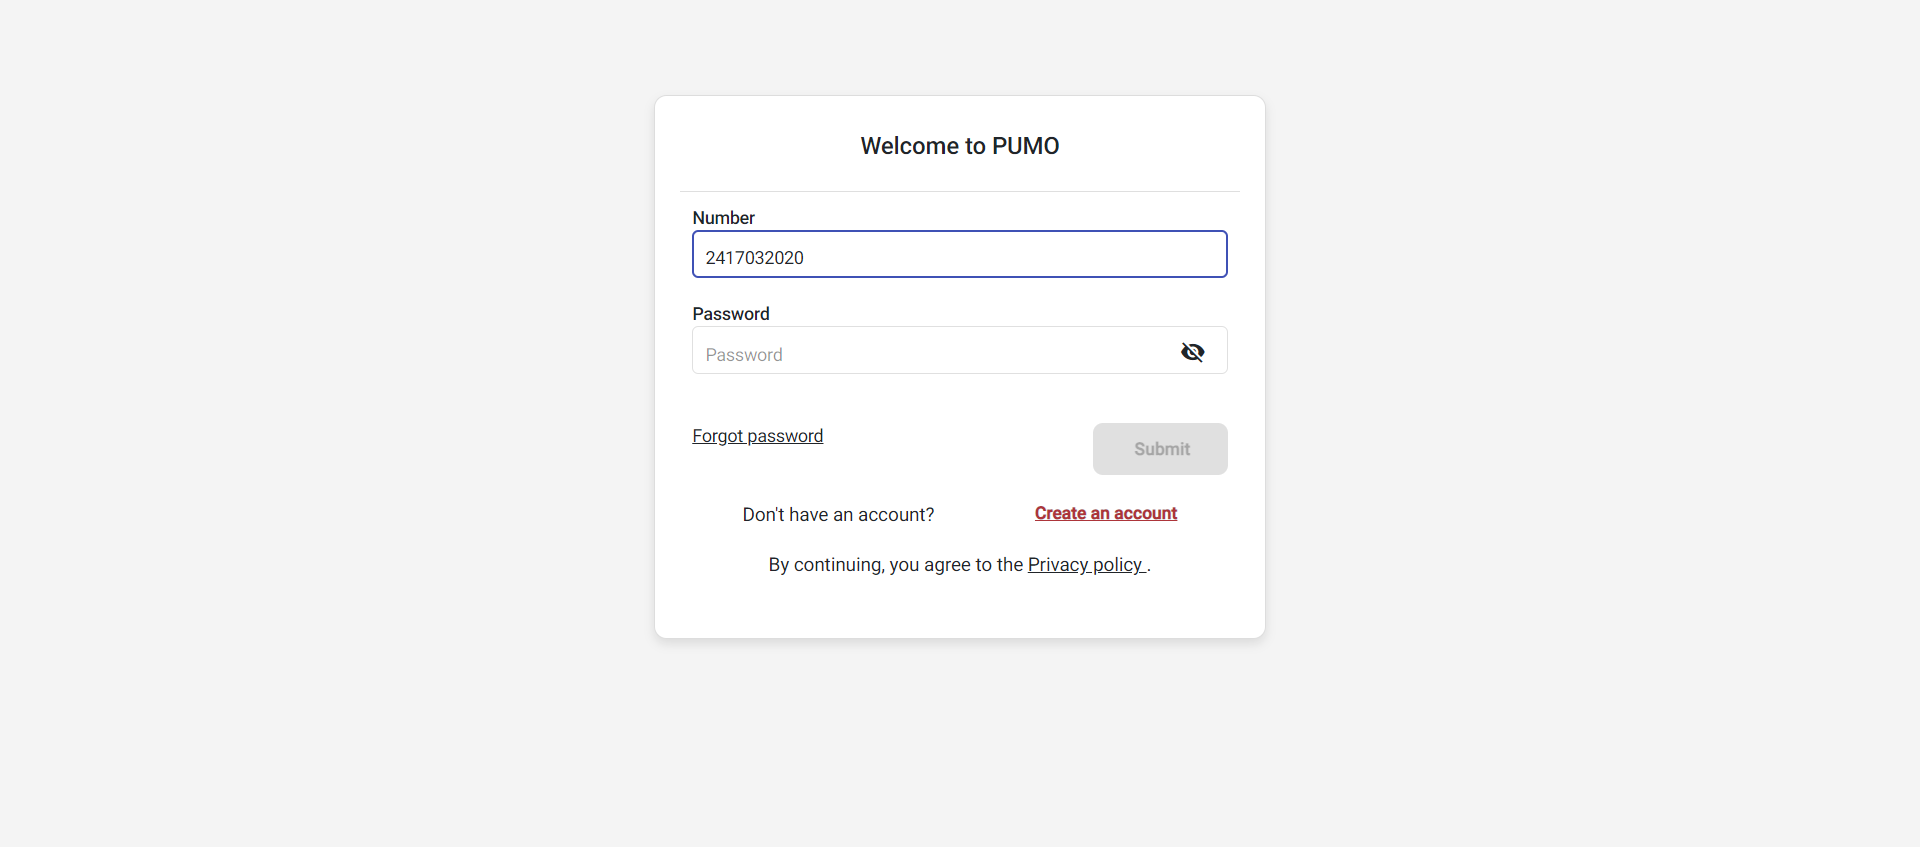 Welcome to PUMO
Number
2417032020
Password
Password
Forgot password
Submit
Don't have an account?
Create an account
By continuing, you agree to the Privacy policy .